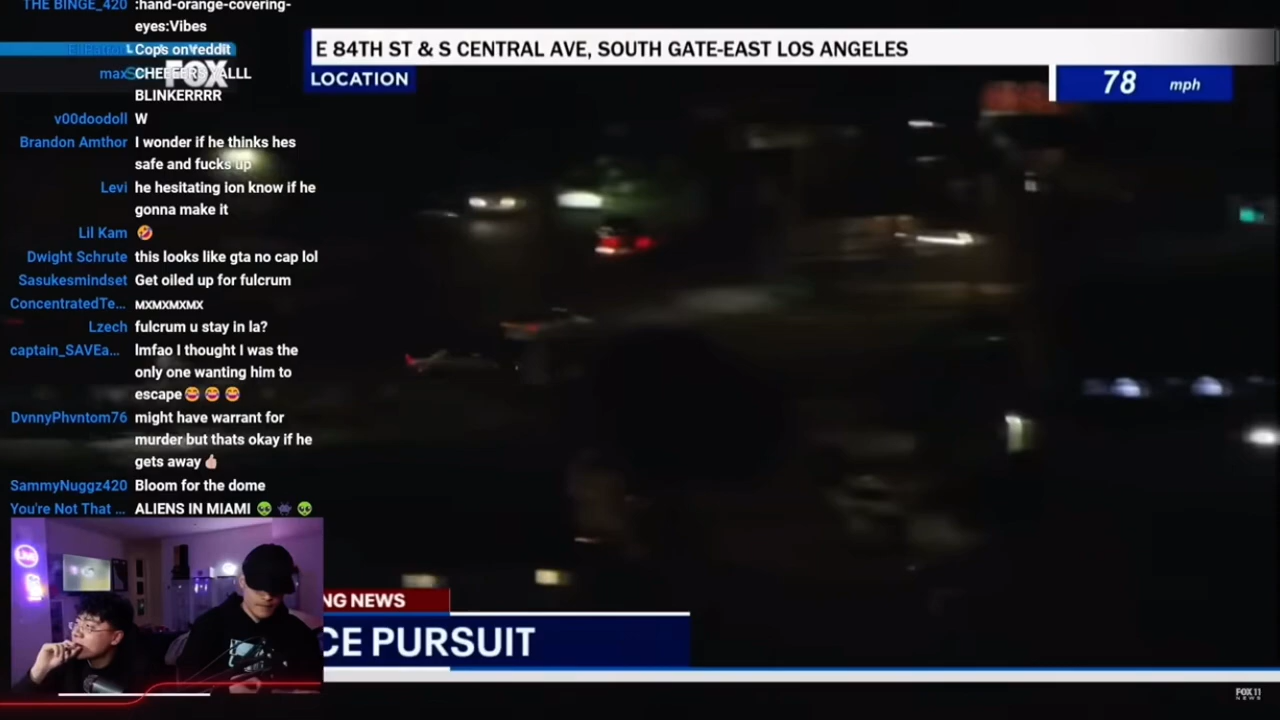 THE BINGE_420 :hand-orange-covering-
eyes:Vibes
Cops on reddit
max CHEEEERS YALLL
BLINKERRRR
v00doodoll W
Brandon Amthor I wonder if he thinks hes
safe and fucks up
Levi he hesitating ion know if he
gonna make it
Lil Kam 🤣
Dwight Schrute this looks like gta no cap lol
Sasukesmindset Get oiled up for fulcrum
ConcentratedTe... мxмxмxмx
Lzech fulcrum u stay in la?
captain_SAVEa... lmfao I thought I was the
only one wanting him to
escape😂😂😂
DvnnyPhvntom76 might have warrant for
murder but thats okay if he
gets away👍🏼
SammyNuggz420 Bloom for the dome
You're Not That ... ALIENS IN MIAMI 👽 👾 👽
FOX
E 84TH ST & S CENTRAL AVE, SOUTH GATE-EAST LOS ANGELES
LOCATION
78 mph
NG NEWS
CE PURSUIT
FOX 11
NEWS